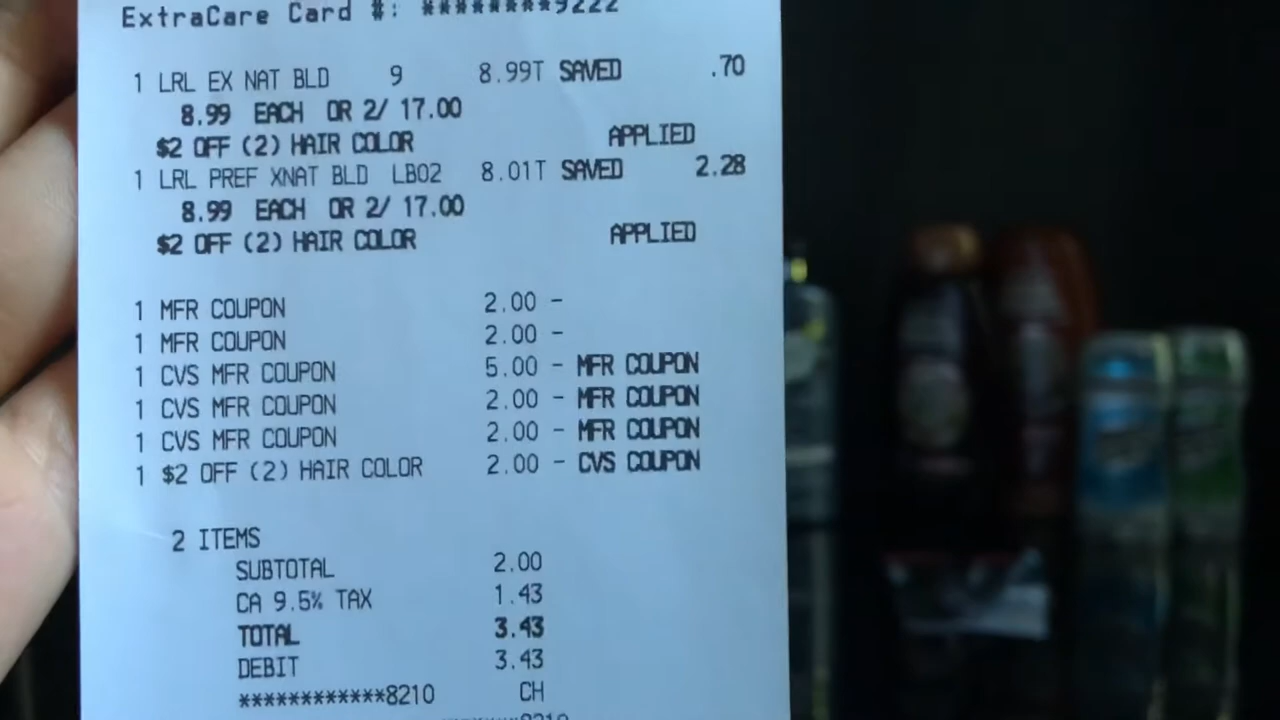 ExtraCare Card #: ********9222
1 LRL EX NAT BLD 9 8.99T SAVED .70
8.99 EACH OR 2/ 17.00
$2 OFF (2) HAIR COLOR APPLIED
1 LRL PREF XNAT BLD LB02 8.01T SAVED 2.28
8.99 EACH OR 2/ 17.00
$2 OFF (2) HAIR COLOR APPLIED
1 MFR COUPON 2.00 -
1 MFR COUPON 2.00 -
1 CVS MFR COUPON 5.00 - MFR COUPON
1 CVS MFR COUPON 2.00 - MFR COUPON
1 CVS MFR COUPON 2.00 - MFR COUPON
1 $2 OFF (2) HAIR COLOR 2.00 - CVS COUPON
2 ITEMS
SUBTOTAL 2.00
CA 9.5% TAX 1.43
TOTAL 3.43
DEBIT 3.43
************8210 CH